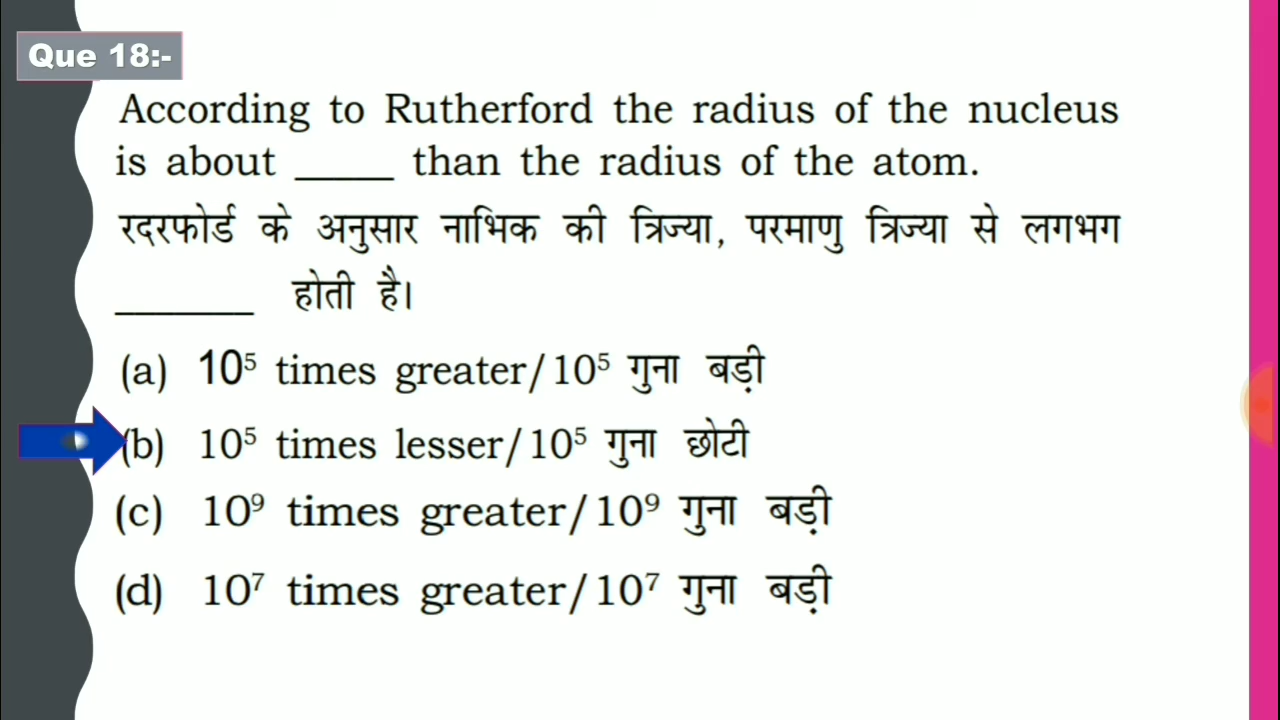 Que 18:-
According to Rutherford the radius of the nucleus
is about _____ than the radius of the atom.
रदरफोर्ड के अनुसार नाभिक की त्रिज्या, परमाणु त्रिज्या से लगभग
_______ होती है।
(a) 10⁵ times greater/10⁵ गुना बड़ी
(b) 10⁵ times lesser/10⁵ गुना छोटी
(c) 10⁹ times greater/10⁹ गुना बड़ी
(d) 10⁷ times greater/10⁷ गुना बड़ी